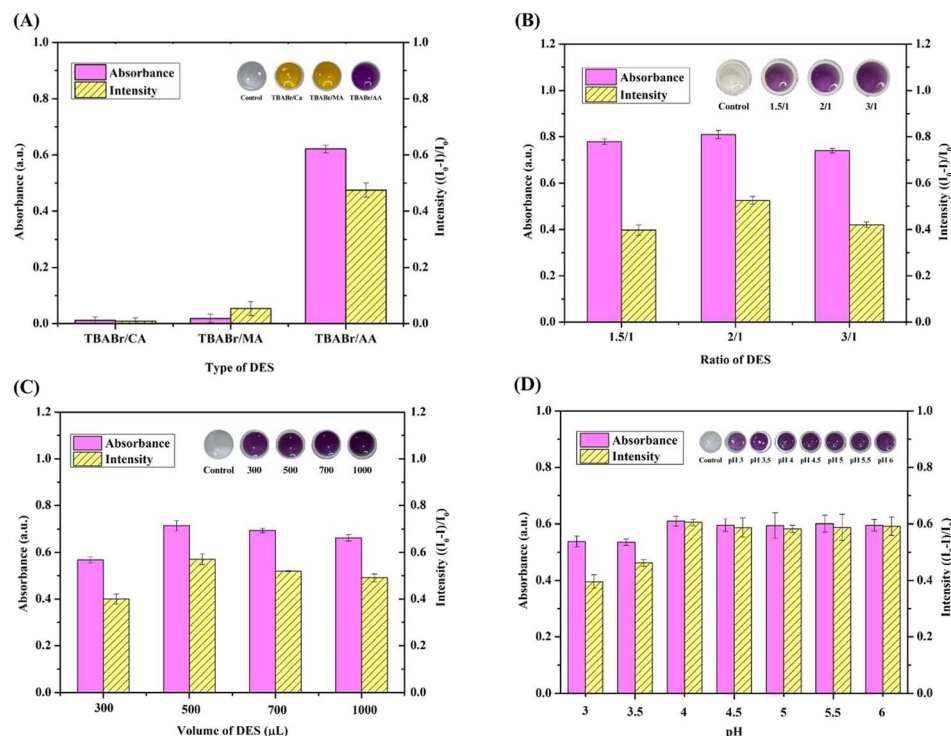 (A)
1.0
0.8
0.6
0.4
0.2
0.0
Absorbance (a.u.)
Absorbance
Intensity
Control TBABr/Ca TBABr/MA TBABr/AA
1.0
0.8
0.6
0.4
0.2
0.0
Intensity ((I₀-I)/I₀)
TBABr/CA TBABr/MA TBABr/AA
Type of DES
(B)
1.2
1.0
0.8
0.6
0.4
0.2
0.0
Absorbance (a.u.)
Absorbance
Intensity
Control 1.5/1 2/1 3/1
1.2
1.0
0.8
0.6
0.4
0.2
0.0
Intensity ((I₀-I)/I₀)
1.5/1 2/1 3/1
Ratio of DES
(C)
1.2
1.0
0.8
0.6
0.4
0.2
0.0
Absorbance (a.u.)
Absorbance
Intensity
Control 300 500 700 1000
1.2
1.0
0.8
0.6
0.4
0.2
0.0
Intensity ((I₀-I)/I₀)
300 500 700 1000
Volume of DES (µL)
(D)
1.0
0.8
0.6
0.4
0.2
0.0
Absorbance (a.u.)
Absorbance
Intensity
Control pH 3 pH 3.5 pH 4 pH 4.5 pH 5 pH 5.5 pH 6
1.0
0.8
0.6
0.4
0.2
0.0
Intensity ((I₀-I)/I₀)
3 3.5 4 4.5 5 5.5 6
pH